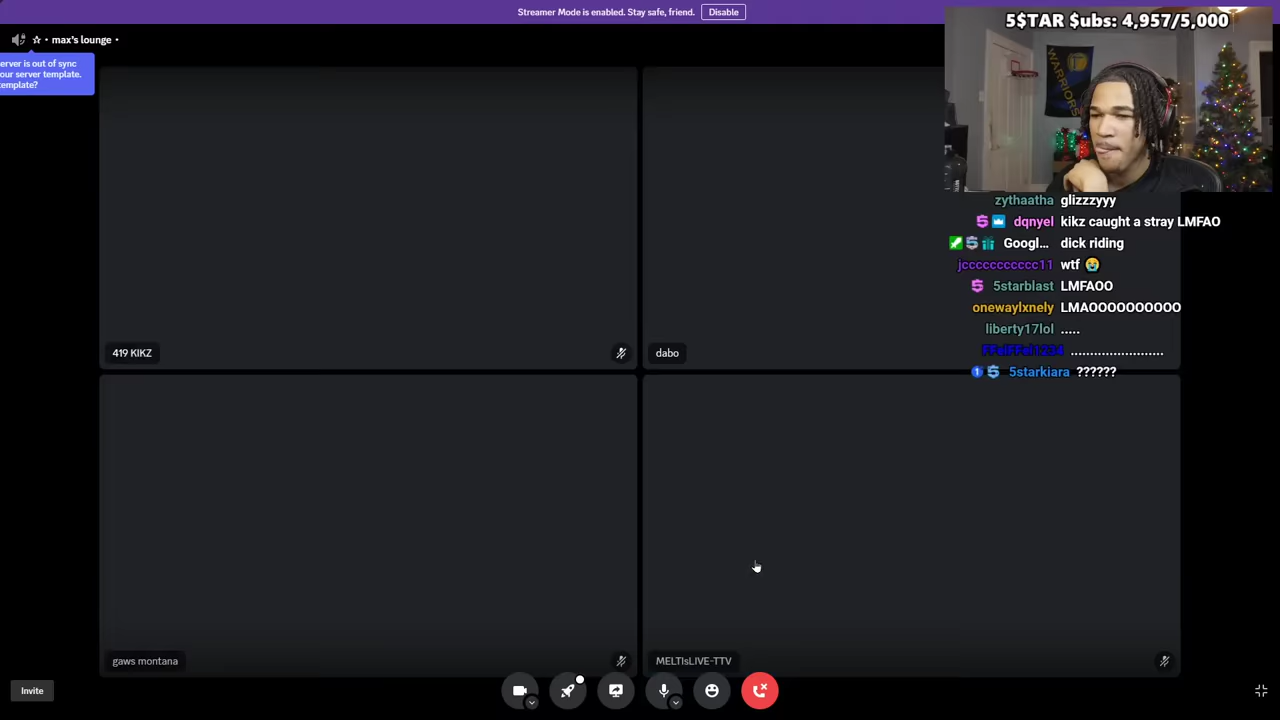 Streamer Mode is enabled. Stay safe, friend.
Disable
5$TAR $ubs: 4,957/5,000
☆ • max's lounge •
erver is out of sync
our server template.
template?
WARRIORS
zythaatha glizzzyyy
dqnyel kikz caught a stray LMFAO
Googl... dick riding
jccccccccccc11 wtf 😭
5starblast LMFAOO
onewaylxnely LMAOOOOOOOOOO
liberty17lol .....
5starkiara ??????
419 KIKZ
dabo
gaws montana
MELTIsLIVE-TTV
Invite